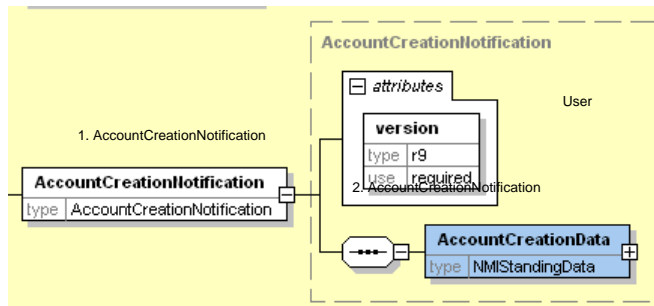 AccountCreationNotification
attributes
User
1. AccountCreationNotification
version
type r9
use required
2. AccountCreationNotification
AccountCreationNotification
type AccountCreationNotification
AccountCreationData
type NMIStandingData